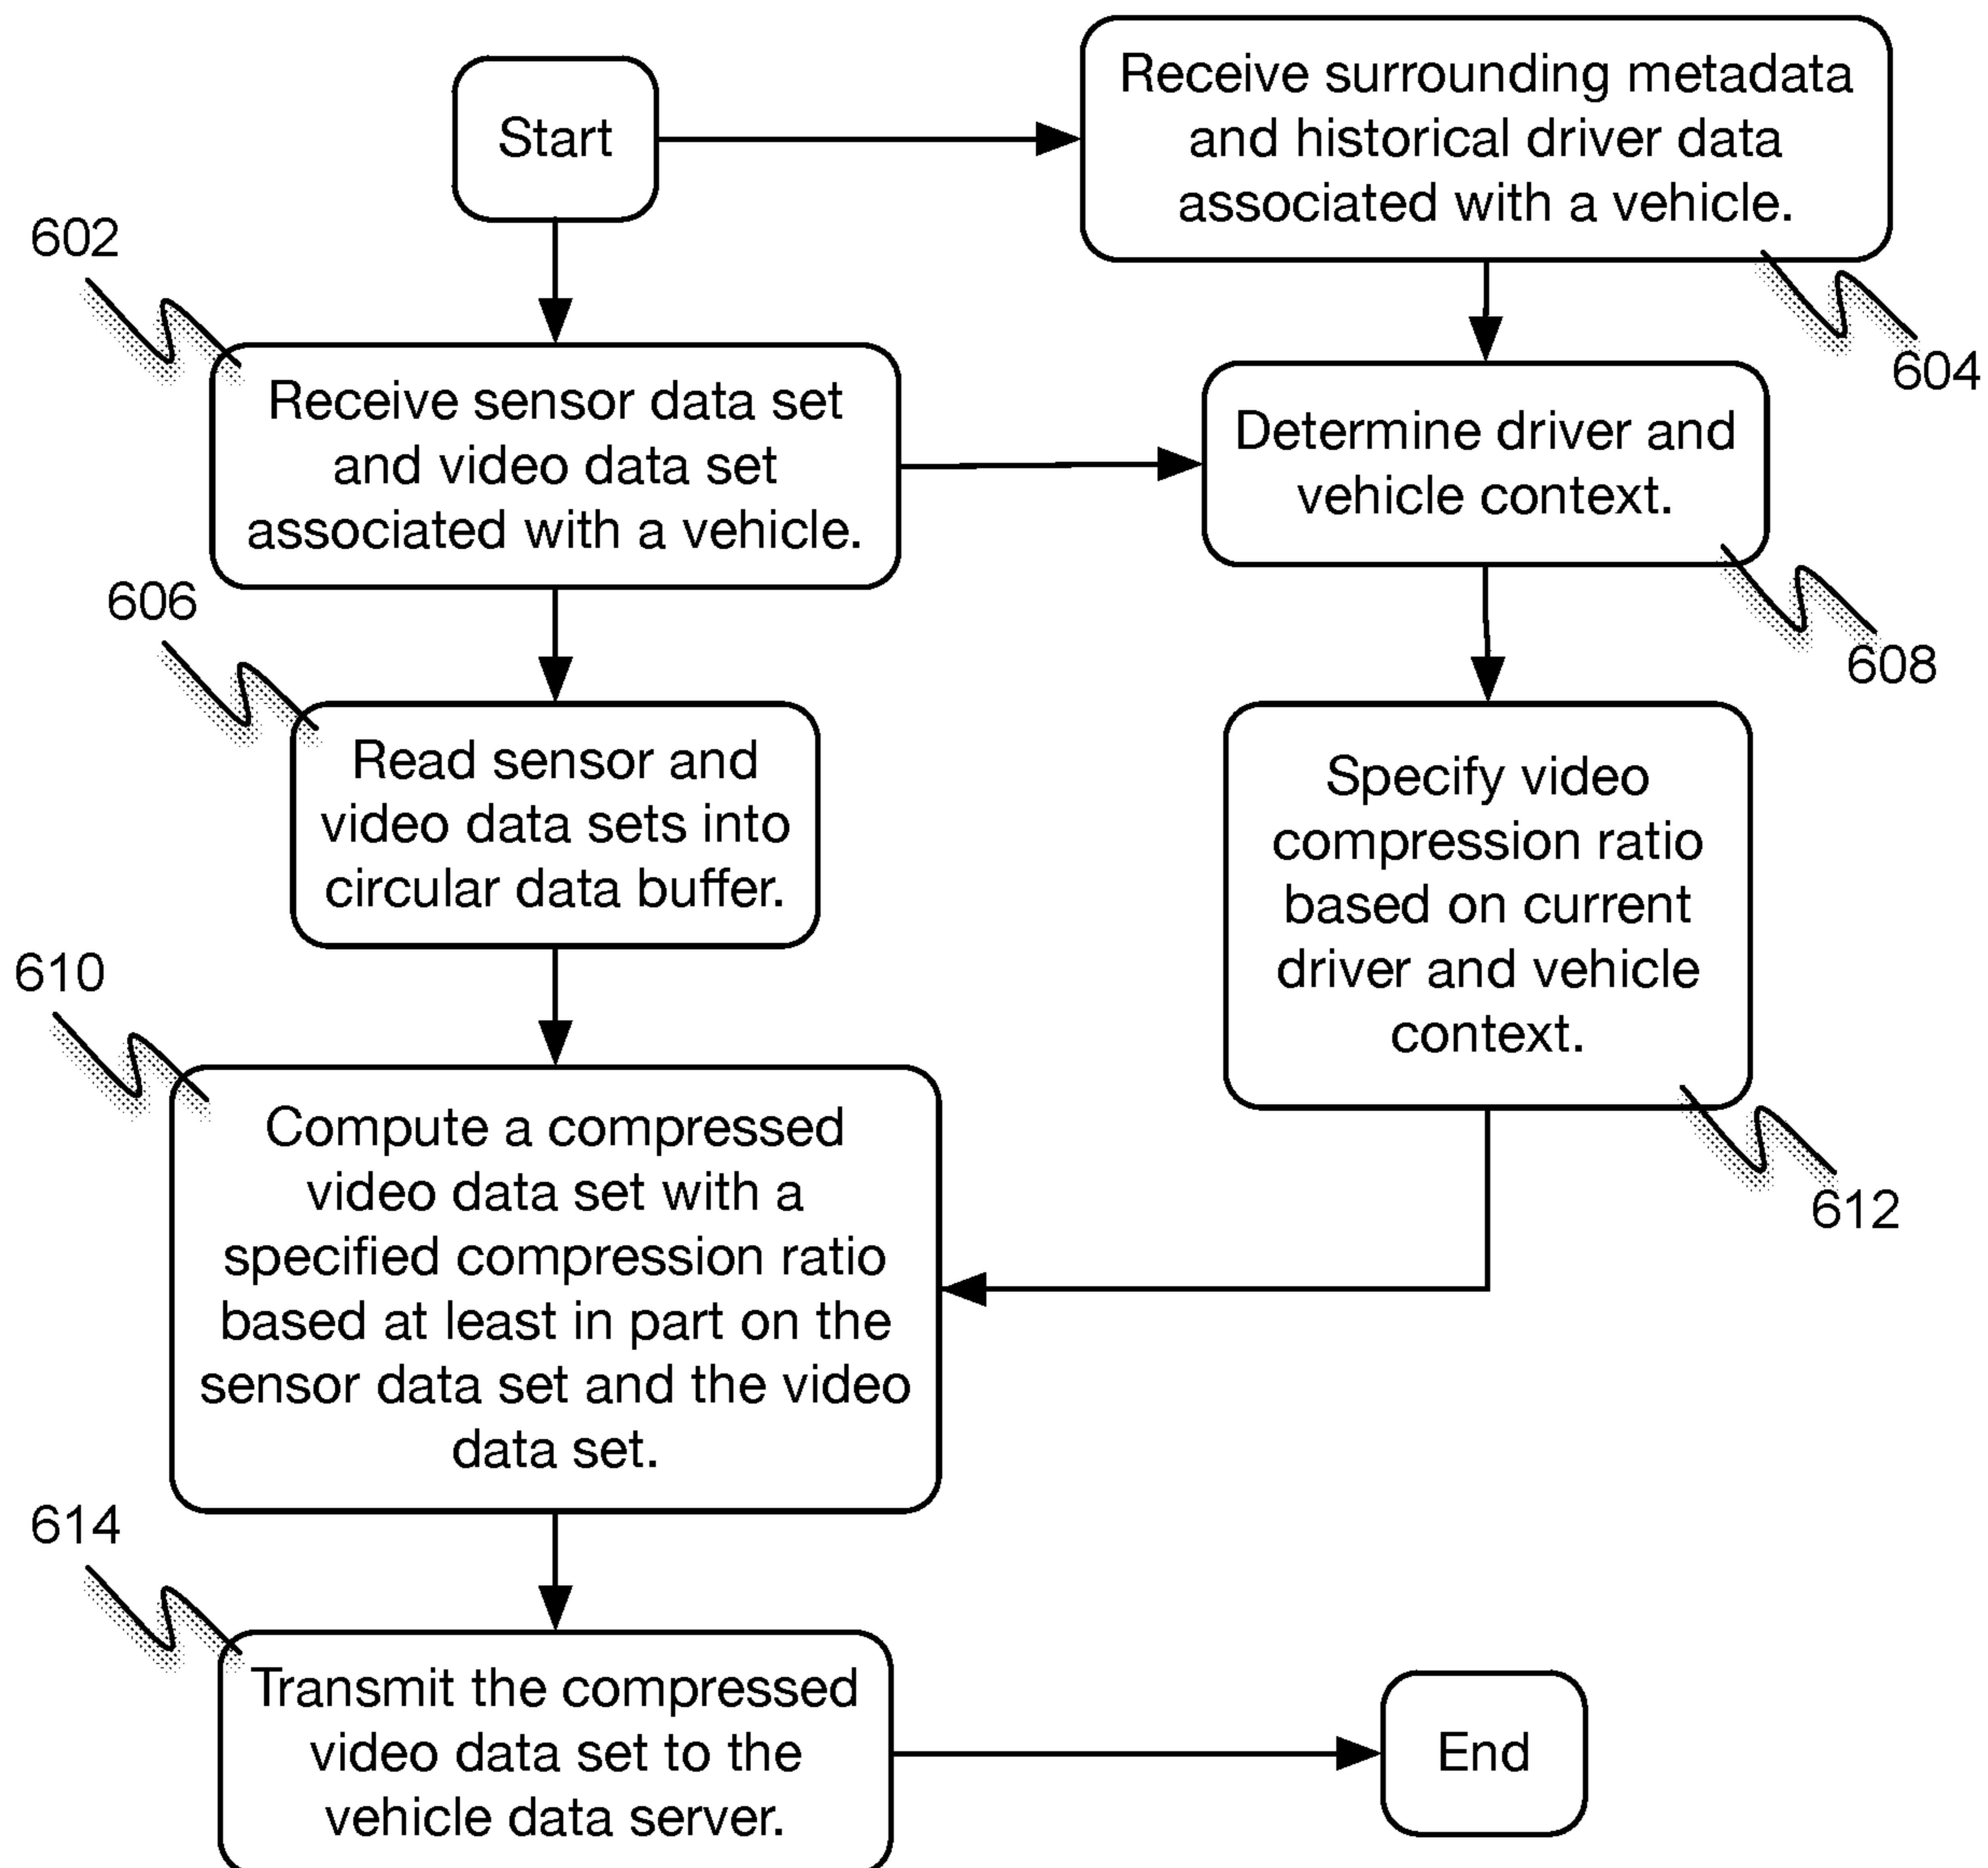 Start
Receive surrounding metadata
and historical driver data
associated with a vehicle.
602
604
Receive sensor data set
and video data set
associated with a vehicle.
Determine driver and
vehicle context.
606
608
Read sensor and
video data sets into
circular data buffer.
Specify video
compression ratio
based on current
driver and vehicle
context.
610
612
Compute a compressed
video data set with a
specified compression ratio
based at least in part on the
sensor data set and the video
data set.
614
Transmit the compressed
video data set to the
vehicle data server.
End